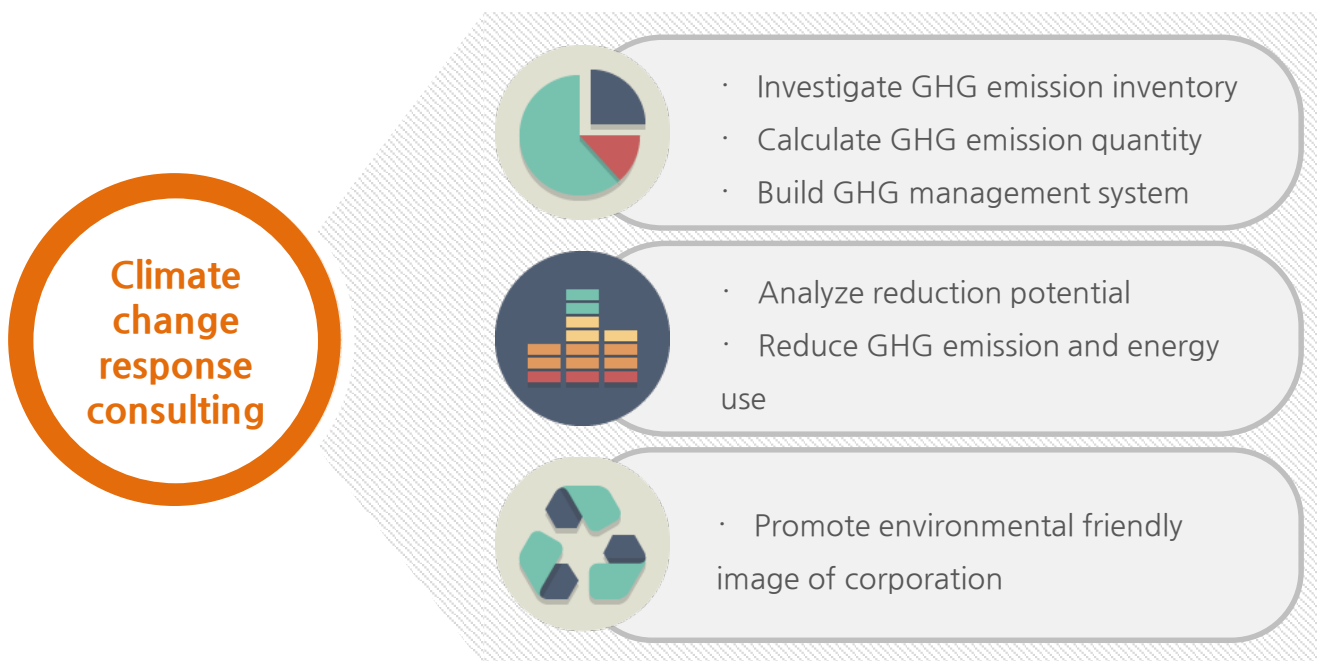 Climate
change
response
consulting
· Investigate GHG emission inventory
· Calculate GHG emission quantity
· Build GHG management system
· Analyze reduction potential
· Reduce GHG emission and energy
use
· Promote environmental friendly
image of corporation